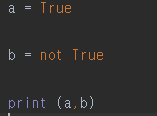 a = True
b = not True
print (a,b)